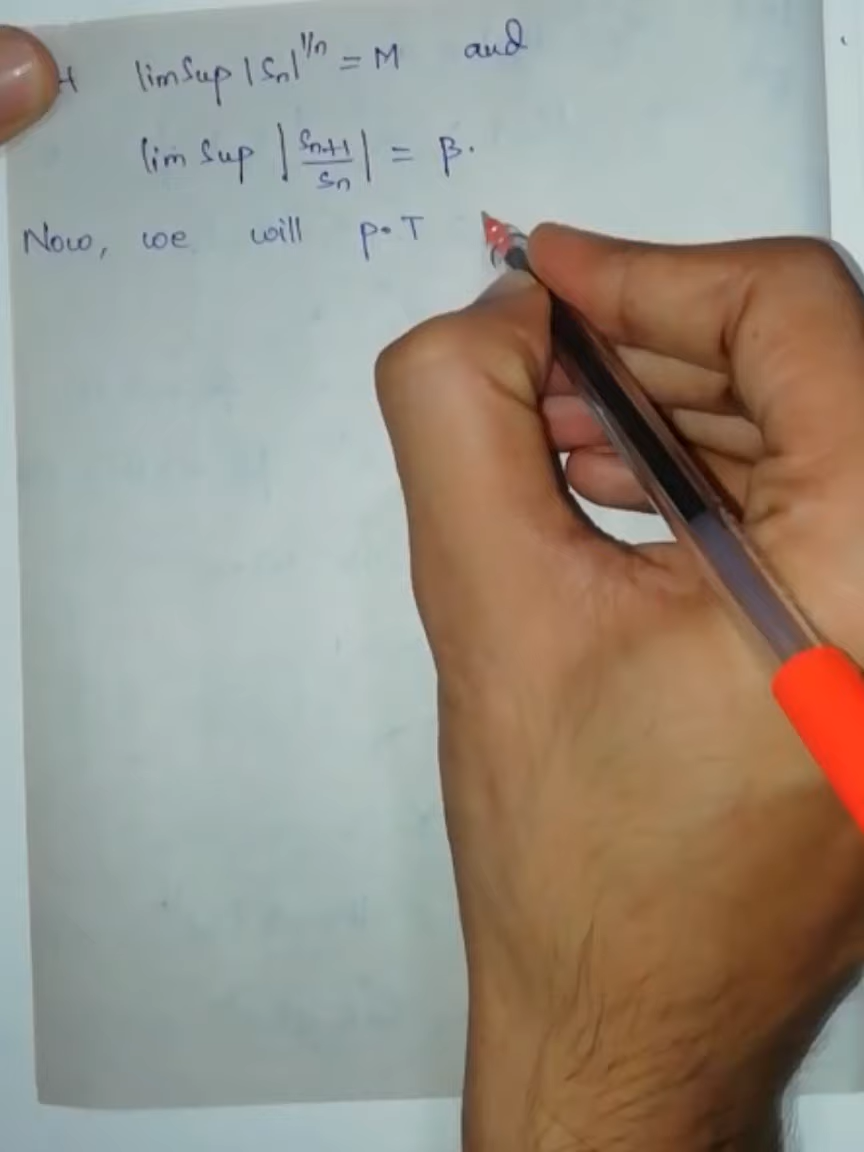 lim Sup |Sn|^1/n = M and
lim Sup |Sn+1/Sn| = β.
Now, we will p.T